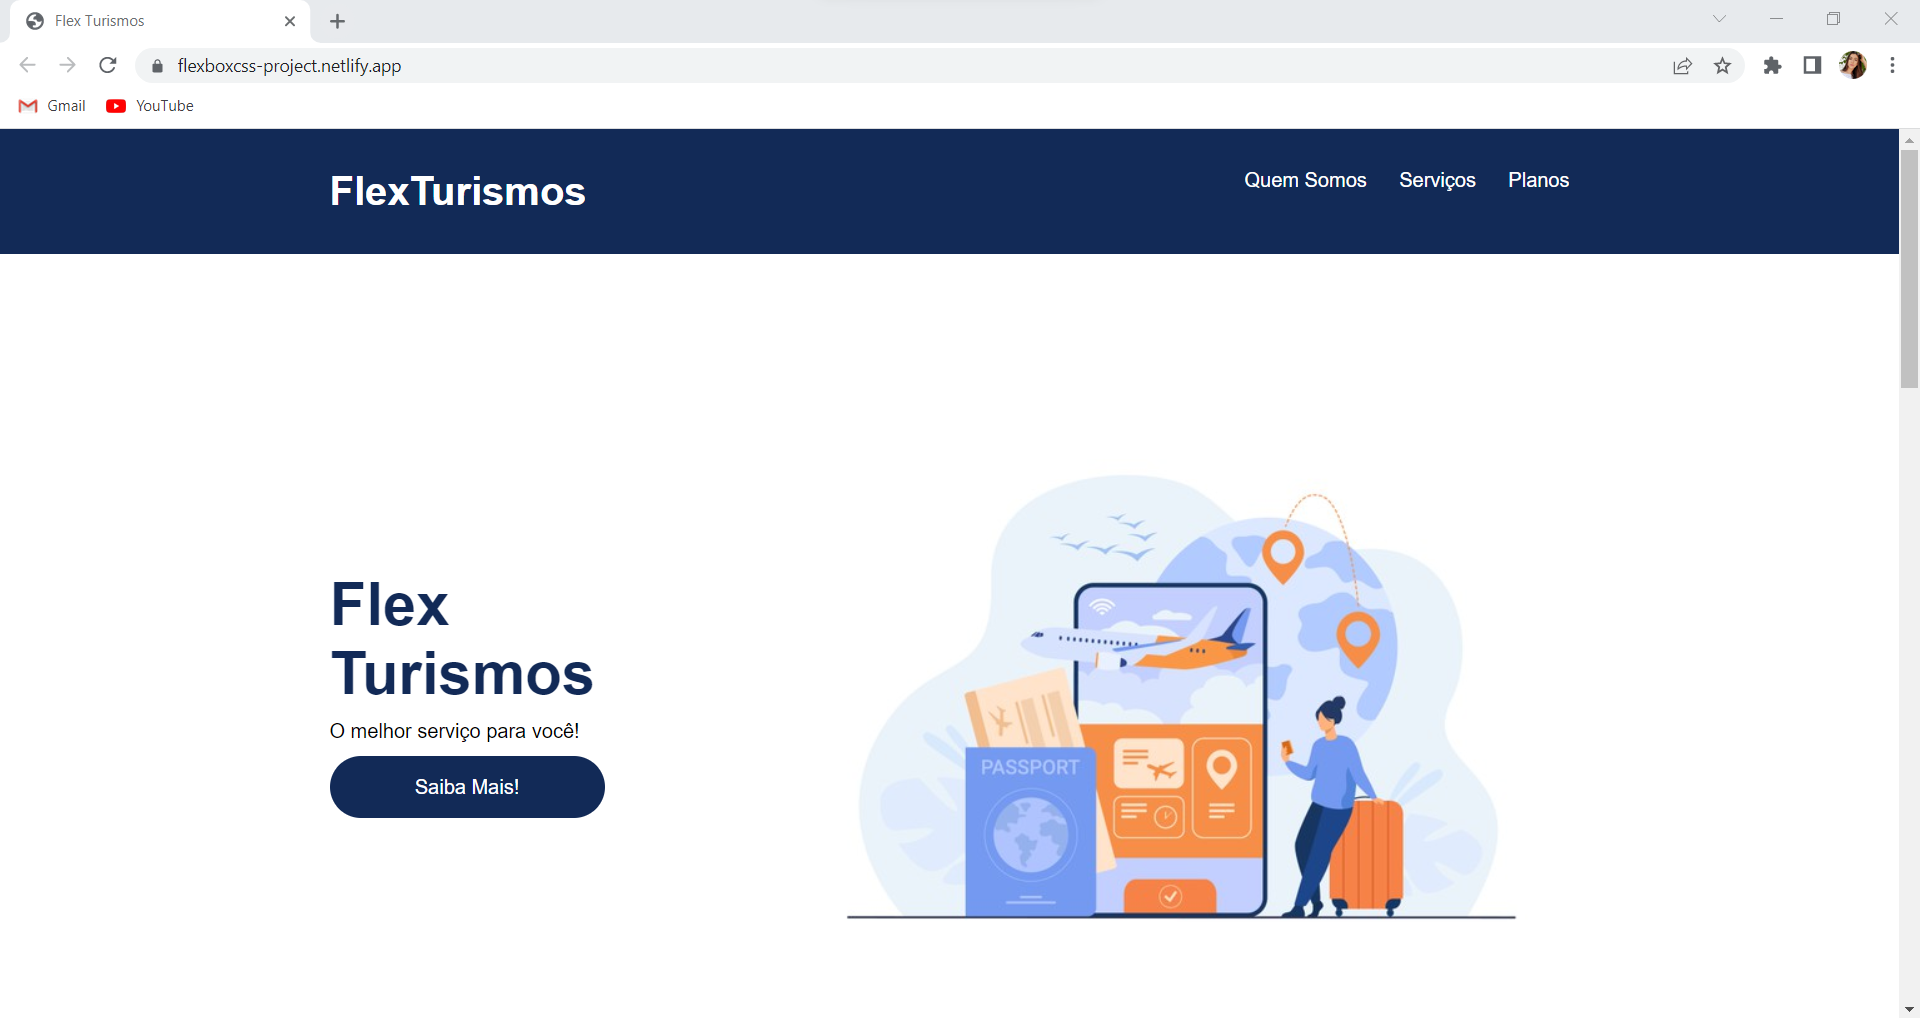 Flex Turismos
flexboxcss-project.netlify.app
Gmail YouTube
FlexTurismos
Quem Somos Serviços Planos
Flex
Turismos
O melhor serviço para você!
Saiba Mais!
PASSPORT